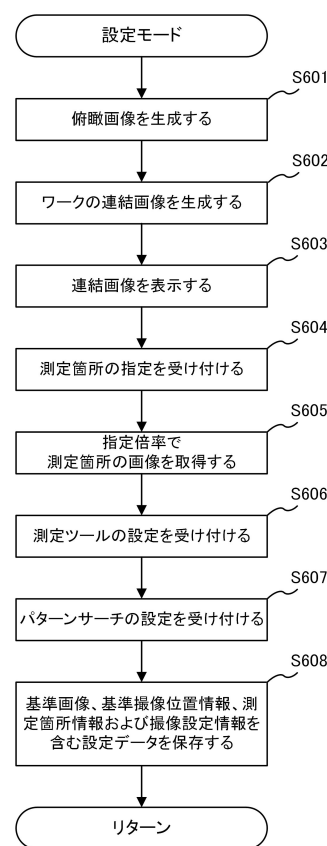 設定モード
S601
俯瞰画像を生成する
S602
ワークの連結画像を生成する
S603
連結画像を表示する
S604
測定箇所の指定を受け付ける
S605
指定倍率で
測定箇所の画像を取得する
S606
測定ツールの設定を受け付ける
S607
パターンサーチの設定を受け付ける
S608
基準画像、基準撮像位置情報、測
定箇所情報および撮像設定情報を
含む設定データを保存する
リターン